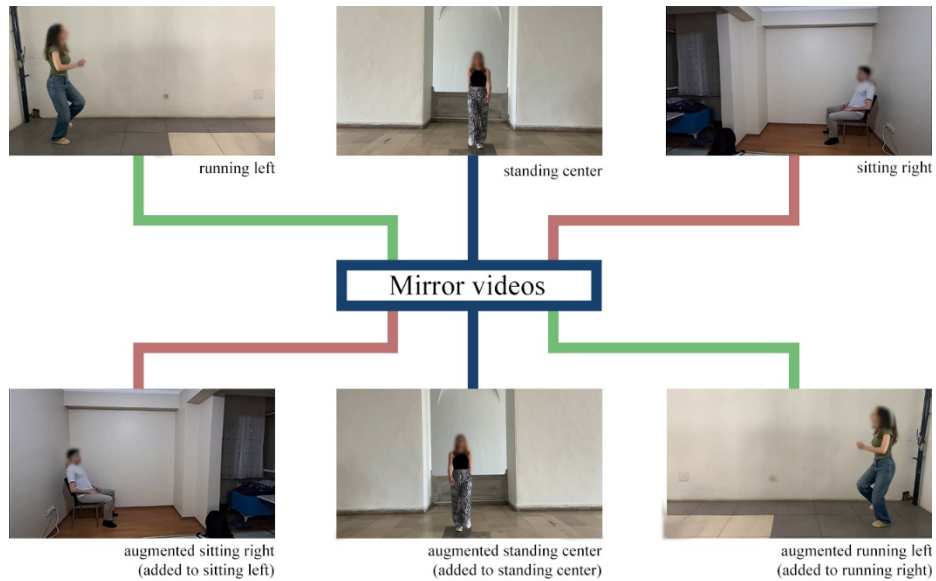 running left
standing center
sitting right
Mirror videos
augmented sitting right
(added to sitting left)
augmented standing center
(added to standing center)
augmented running left
(added to running right)